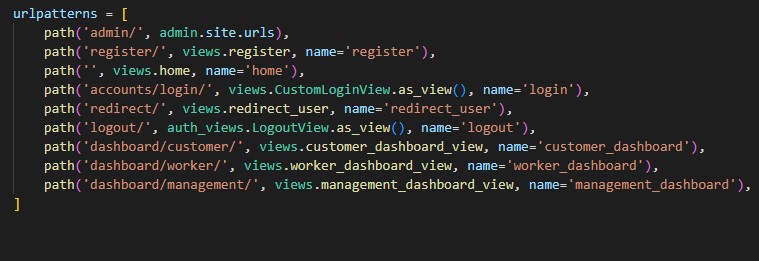 urlpatterns = [
    path('admin/', admin.site.urls),
    path('register/', views.register, name='register'),
    path('', views.home, name='home'),
    path('accounts/login/', views.CustomLoginView.as_view(), name='login'),
    path('redirect/', views.redirect_user, name='redirect_user'),
    path('logout/', auth_views.LogoutView.as_view(), name='logout'),
    path('dashboard/customer/', views.customer_dashboard_view, name='customer_dashboard'),
    path('dashboard/worker/', views.worker_dashboard_view, name='worker_dashboard'),
    path('dashboard/management/', views.management_dashboard_view, name='management_dashboard'),
]